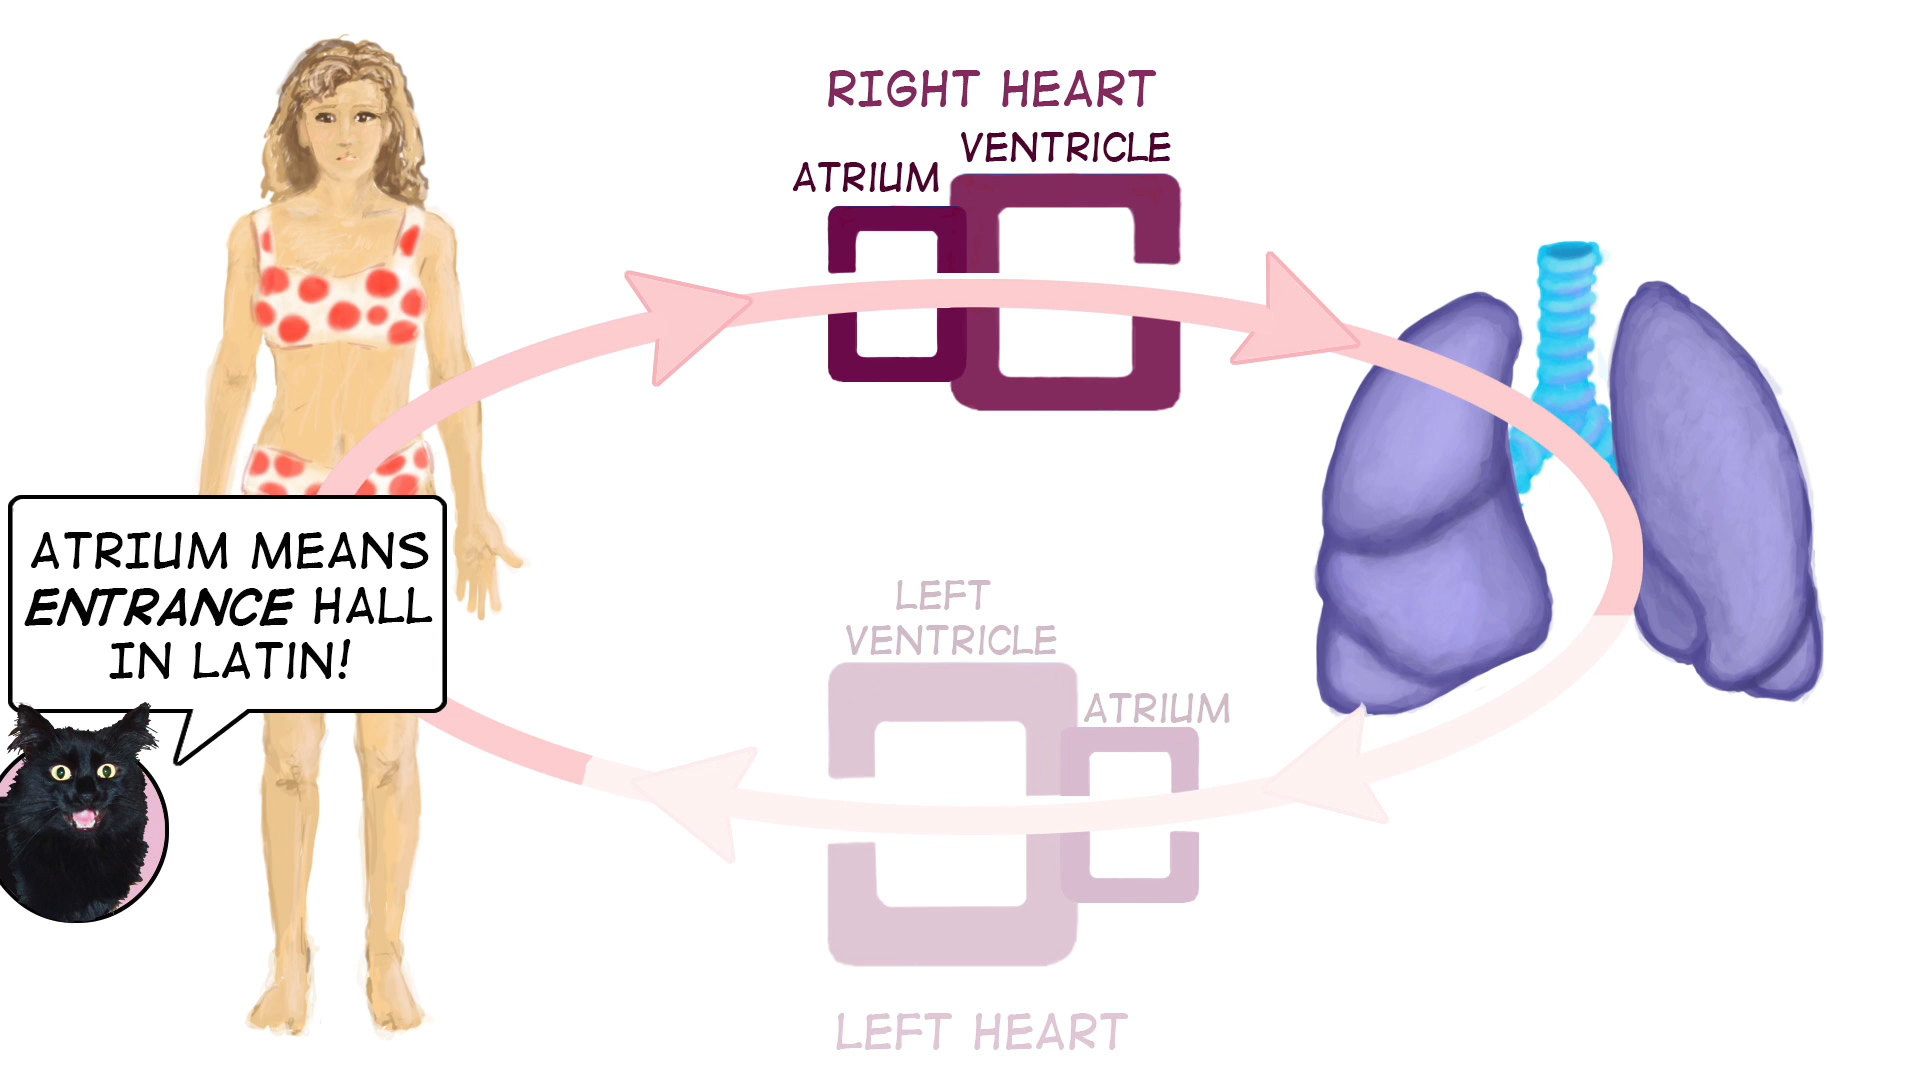 RIGHT HEART
VENTRICLE
ATRIUM
ATRIUM MEANS
ENTRANCE HALL
IN LATIN!
LEFT
VENTRICLE
ATRIUM
LEFT HEART